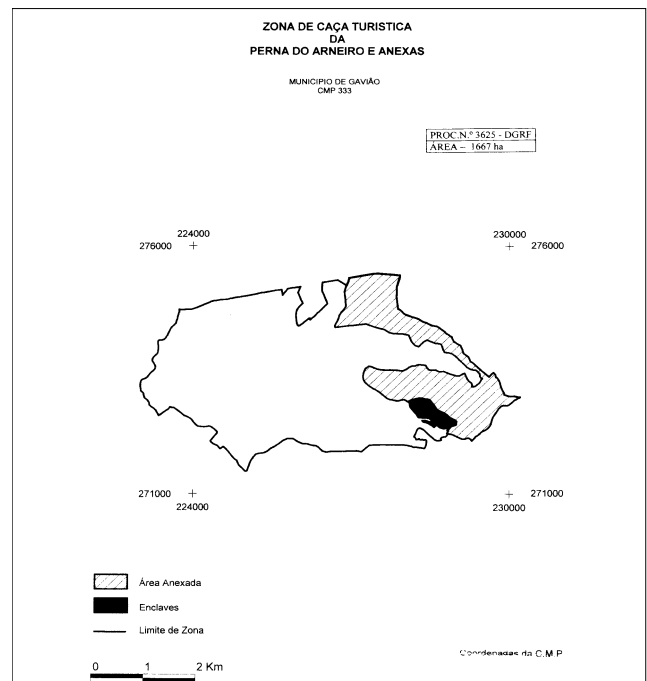 ZONA DE CAÇA TURISTICA
DA
PERNA DO ARNEIRO E ANEXAS
MUNICIPIO DE GAVIÃO
CMP 333
PROC.N.º 3625 - DGRF
ÁREA – 1667 ha
224000
230000
276000
276000
271000
271000
224000
230000
Área Anexada
Enclaves
Limite de Zona
Coordenadas da C.M.P
0 1 2 Km